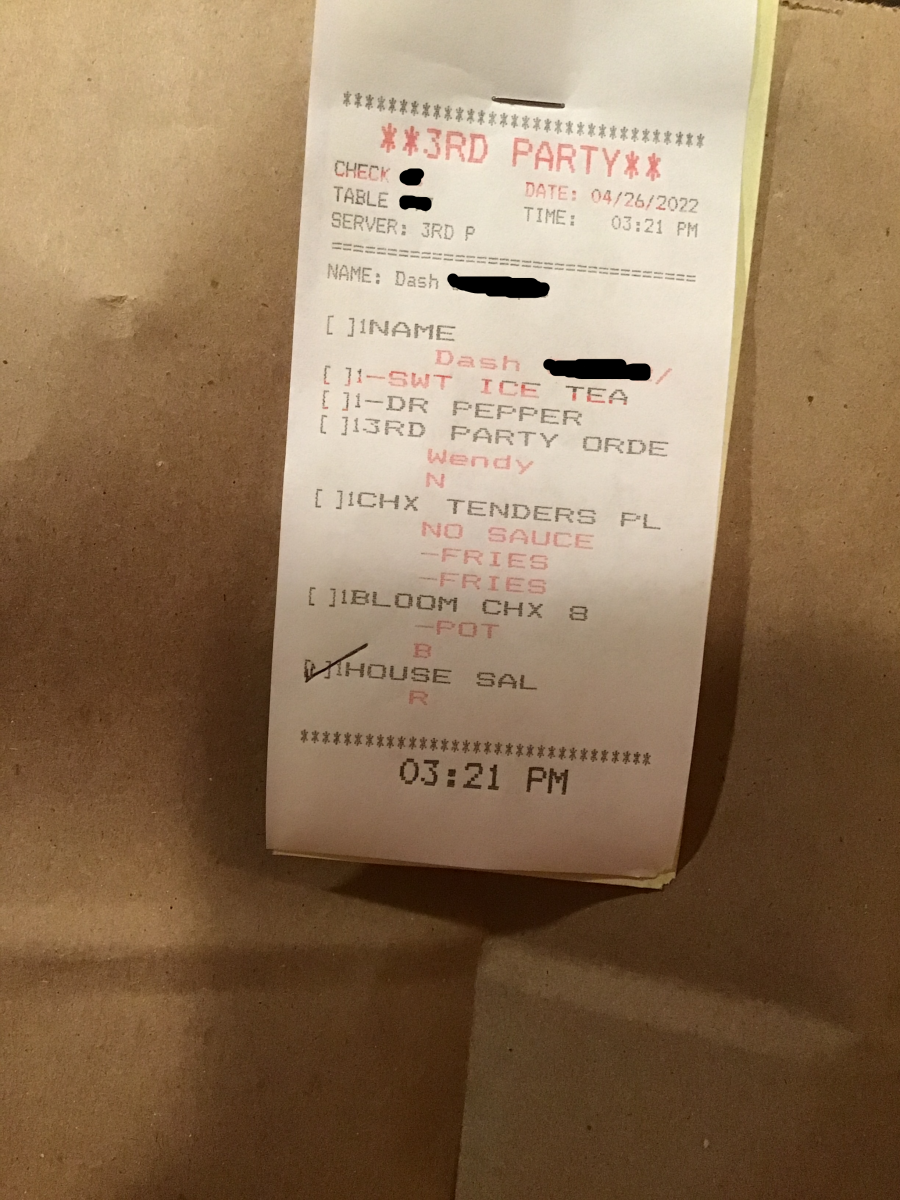 **********************************
**3RD PARTY**
CHECK
DATE: 04/26/2022
TABLE
TIME: 03:21 PM
SERVER: 3RD P
=================================
NAME: Dash
[ ]1NAME
Dash /
[ ]1-SWT ICE TEA
[ ]1-DR PEPPER
[ ]13RD PARTY ORDE
Wendy
N
[ ]1CHX TENDERS PL
NO SAUCE
-FRIES
-FRIES
[ ]1BLOOM CHX 8
-POT
B
[ ]1HOUSE SAL
R
**********************************
03:21 PM